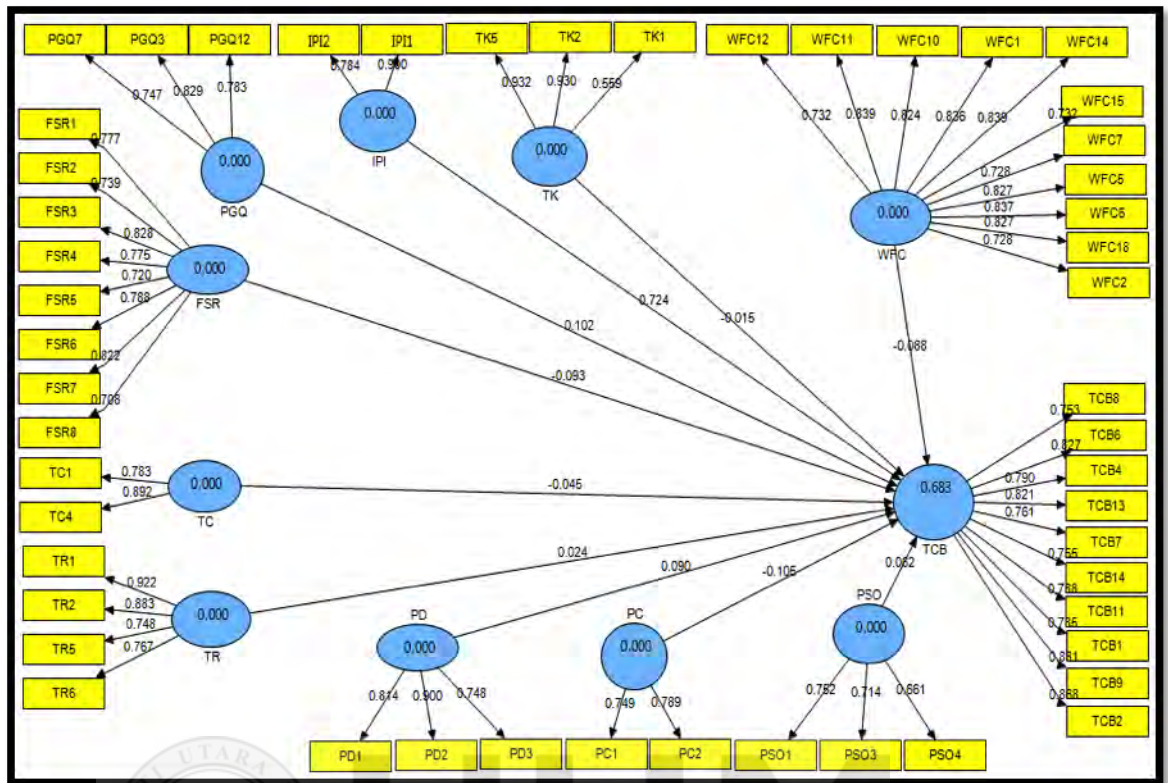 PGQ7 PGQ3 PGQ12 IPI2 IPI1 TK5 TK2 TK1 WFC12 WFC11 WFC10 WFC1 WFC14
0.747 0.829 0.783 0.784 0.932 0.930 0.559 0.732 0.839 0.824 0.836 0.839
0.000 PGQ
0.000 IPI
0.000 TK
0.000 WFC
WFC15 0.732
WFC7 0.728
WFC5 0.827
WFC6 0.837
WFC18 0.827
WFC2 0.728
FSR1 0.777
FSR2 0.739
FSR3 0.828
FSR4 0.775
FSR5 0.720
FSR6 0.788
FSR7 0.822
FSR8 0.708
0.000 FSR
0.724
-0.015
0.102
-0.088
-0.093
TC1 0.783
TC4 0.892
0.000 TC
-0.045
0.683 TCB
TCB8 0.753
TCB6 0.827
TCB4 0.790
TCB13 0.821
TCB7 0.761
TCB14
TCB11
TCB1
TCB9
TCB2
TR1 0.922
TR2 0.883
TR5 0.748
TR6 0.767
0.000 TR
0.024
0.090
-0.105
PD 0.000
PC 0.000
PSO 0.000
0.814 0.900 0.748 0.749 0.789 0.714
PD1 PD2 PD3 PC1 PC2 PSO1 PSO3 PSO4
UTARA